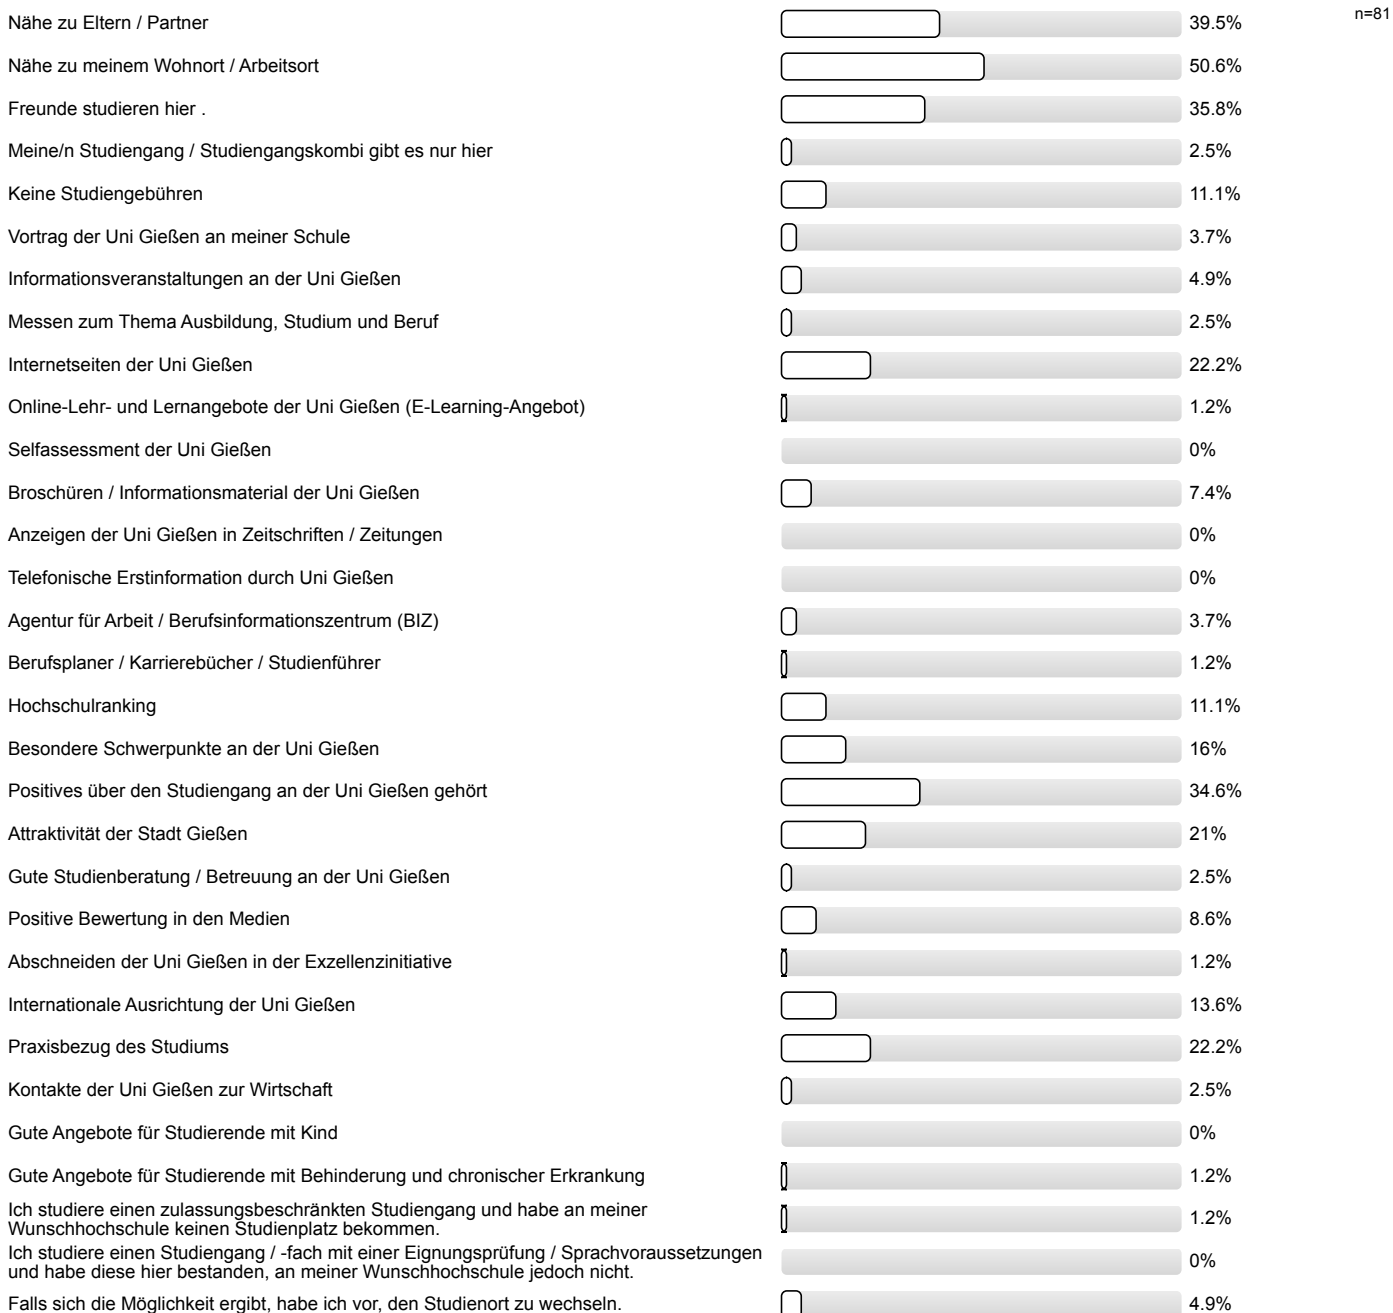 Nähe zu Eltern / Partner 39.5% n=81
Nähe zu meinem Wohnort / Arbeitsort 50.6%
Freunde studieren hier . 35.8%
Meine/n Studiengang / Studiengangskombi gibt es nur hier 2.5%
Keine Studiengebühren 11.1%
Vortrag der Uni Gießen an meiner Schule 3.7%
Informationsveranstaltungen an der Uni Gießen 4.9%
Messen zum Thema Ausbildung, Studium und Beruf 2.5%
Internetseiten der Uni Gießen 22.2%
Online-Lehr- und Lernangebote der Uni Gießen (E-Learning-Angebot) 1.2%
Selfassessment der Uni Gießen 0%
Broschüren / Informationsmaterial der Uni Gießen 7.4%
Anzeigen der Uni Gießen in Zeitschriften / Zeitungen 0%
Telefonische Erstinformation durch Uni Gießen 0%
Agentur für Arbeit / Berufsinformationszentrum (BIZ) 3.7%
Berufsplaner / Karrierebücher / Studienführer 1.2%
Hochschulranking 11.1%
Besondere Schwerpunkte an der Uni Gießen 16%
Positives über den Studiengang an der Uni Gießen gehört 34.6%
Attraktivität der Stadt Gießen 21%
Gute Studienberatung / Betreuung an der Uni Gießen 2.5%
Positive Bewertung in den Medien 8.6%
Abschneiden der Uni Gießen in der Exzellenzinitiative 1.2%
Internationale Ausrichtung der Uni Gießen 13.6%
Praxisbezug des Studiums 22.2%
Kontakte der Uni Gießen zur Wirtschaft 2.5%
Gute Angebote für Studierende mit Kind 0%
Gute Angebote für Studierende mit Behinderung und chronischer Erkrankung 1.2%
Ich studiere einen zulassungsbeschränkten Studiengang und habe an meiner
Wunschhochschule keinen Studienplatz bekommen. 1.2%
Ich studiere einen Studiengang / -fach mit einer Eignungsprüfung / Sprachvoraussetzungen
und habe diese hier bestanden, an meiner Wunschhochschule jedoch nicht. 0%
Falls sich die Möglichkeit ergibt, habe ich vor, den Studienort zu wechseln. 4.9%